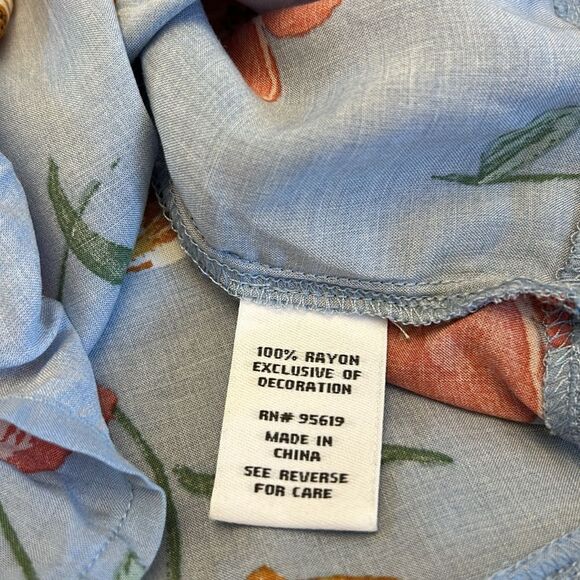 100% RAYON
EXCLUSIVE OF
DECORATION
RN# 95619
MADE IN
CHINA
SEE REVERSE
FOR CARE